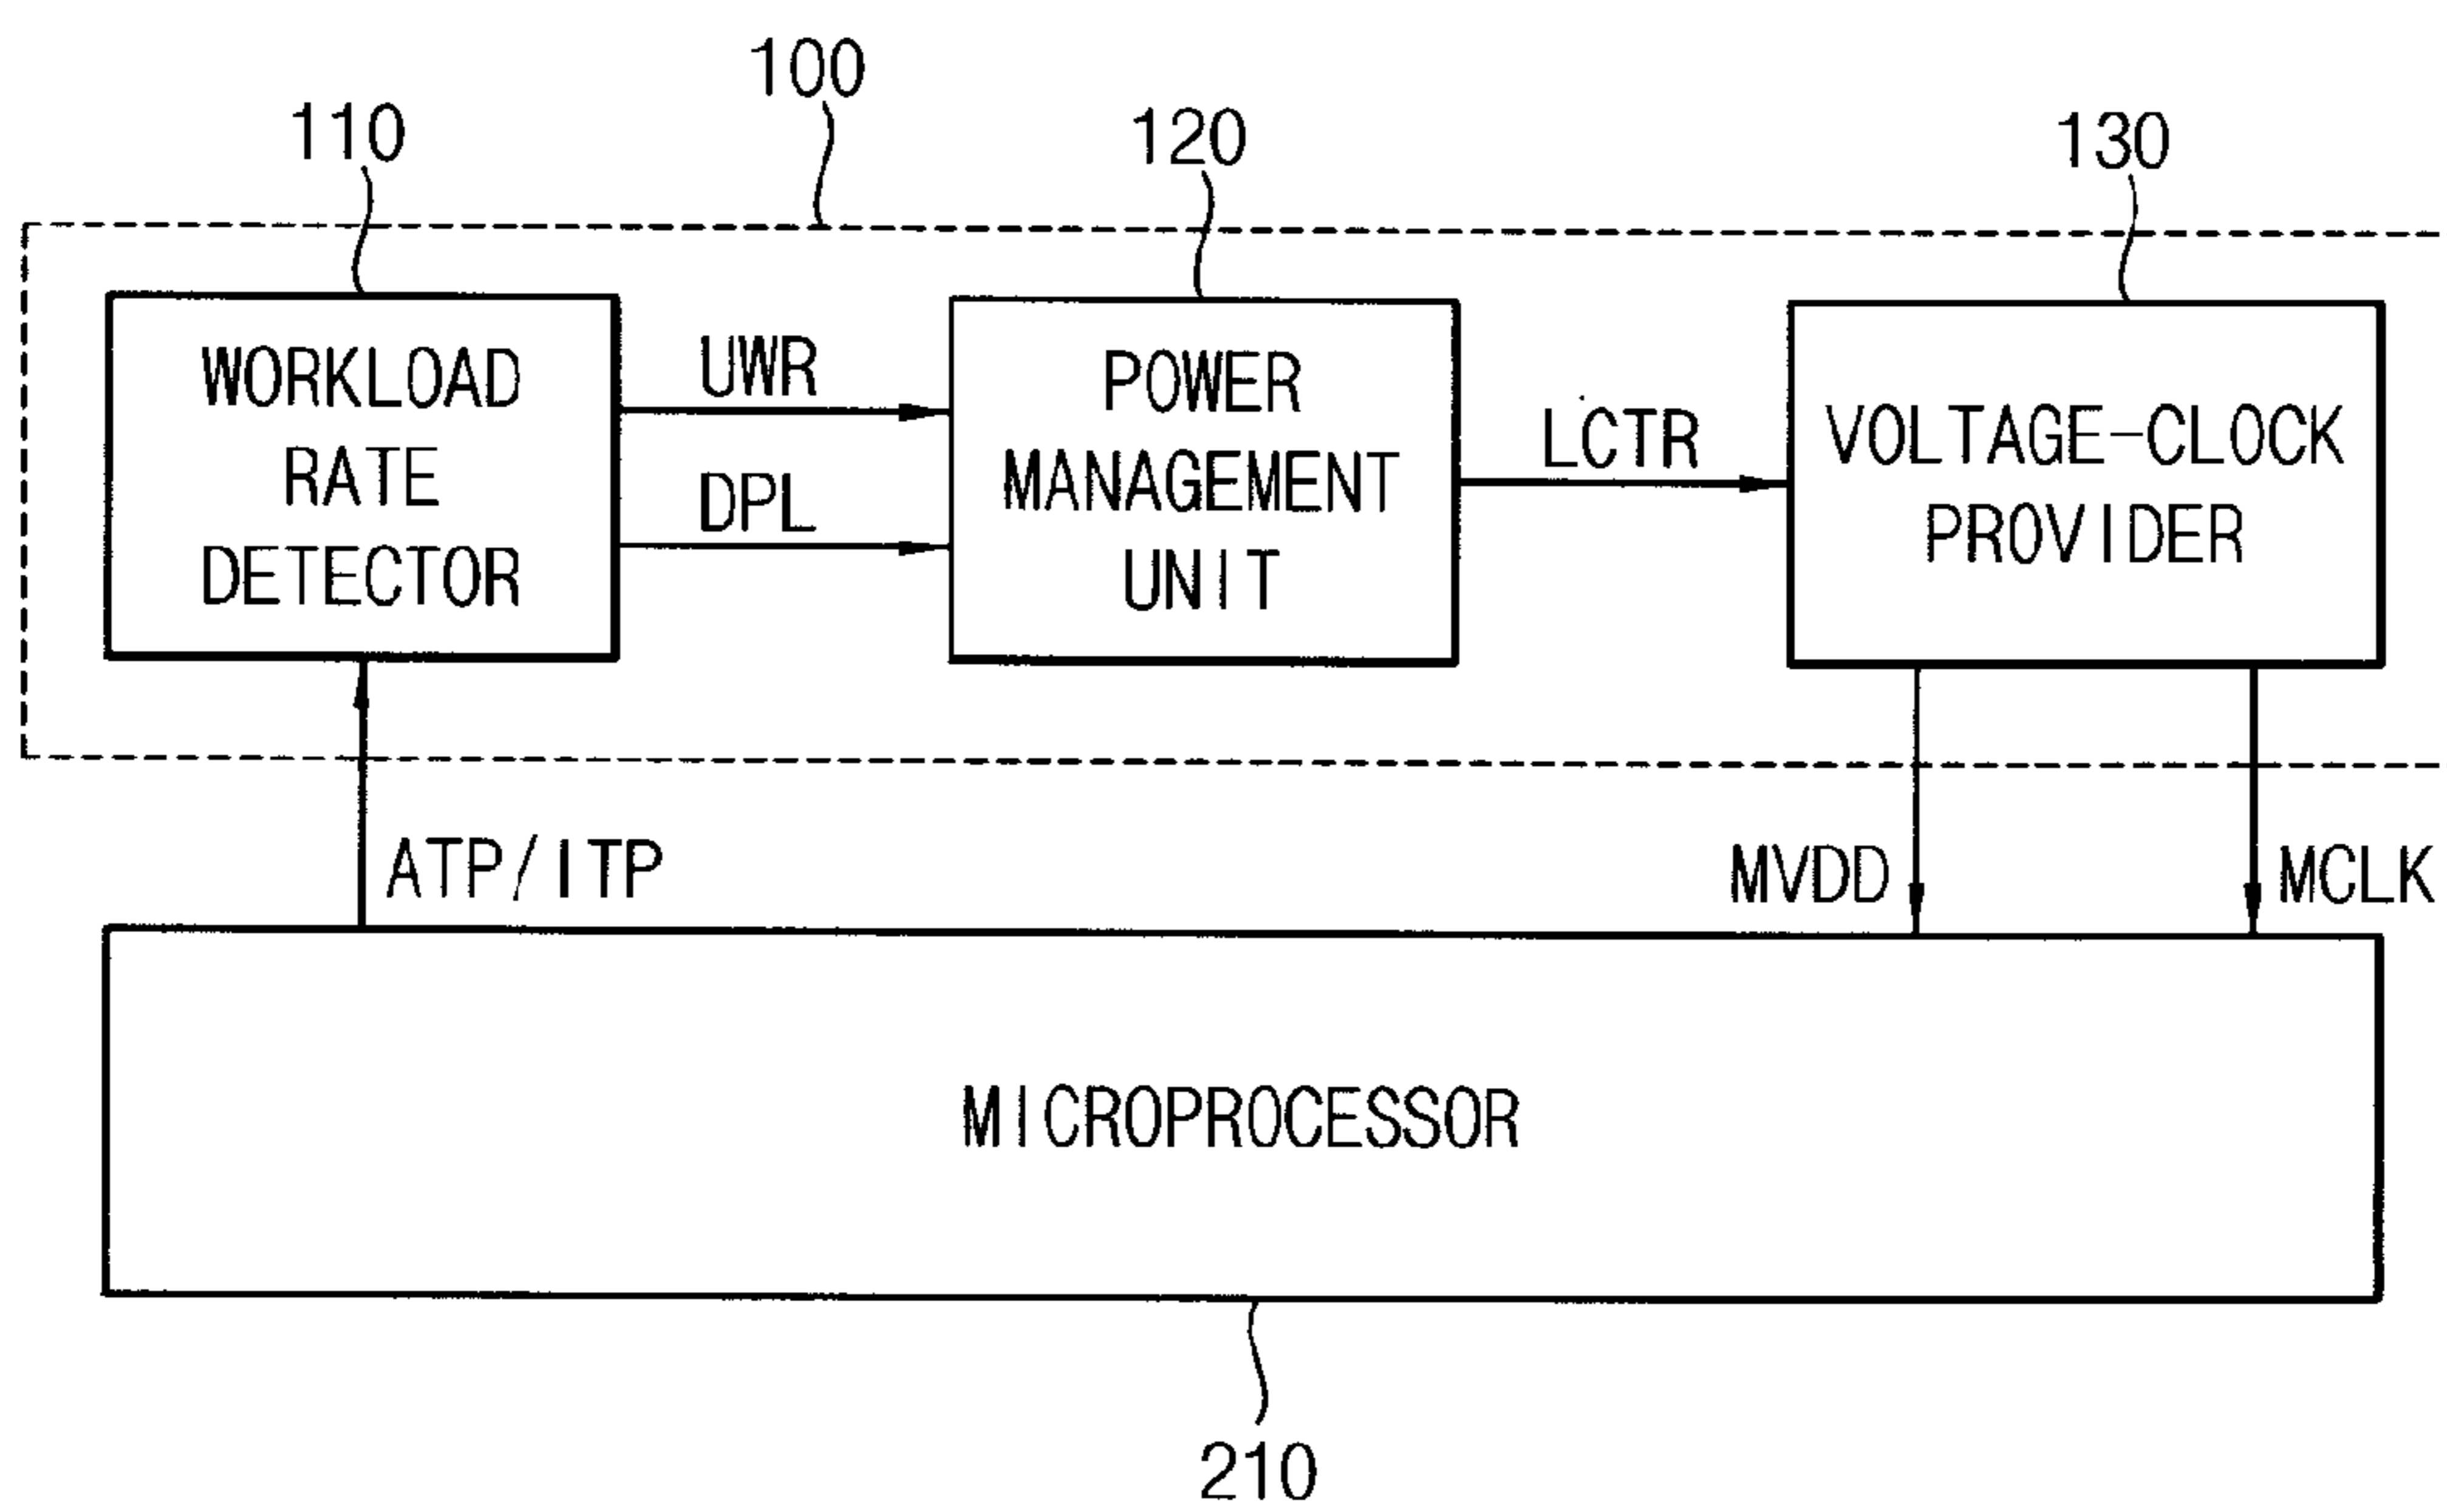 100
110
120
130
WORKLOAD
RATE
DETECTOR
UWR
DPL
POWER
MANAGEMENT
UNIT
LCTR
VOLTAGE-CLOCK
PROVIDER
ATP/ITP
MVDD
MCLK
MICROPROCESSOR
210